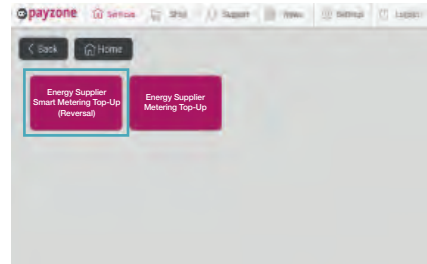 payzone Services Shop Support News Settings Logout
Back Home
Energy Supplier
Smart Metering Top-Up
(Reversal)
Energy Supplier
Metering Top-Up